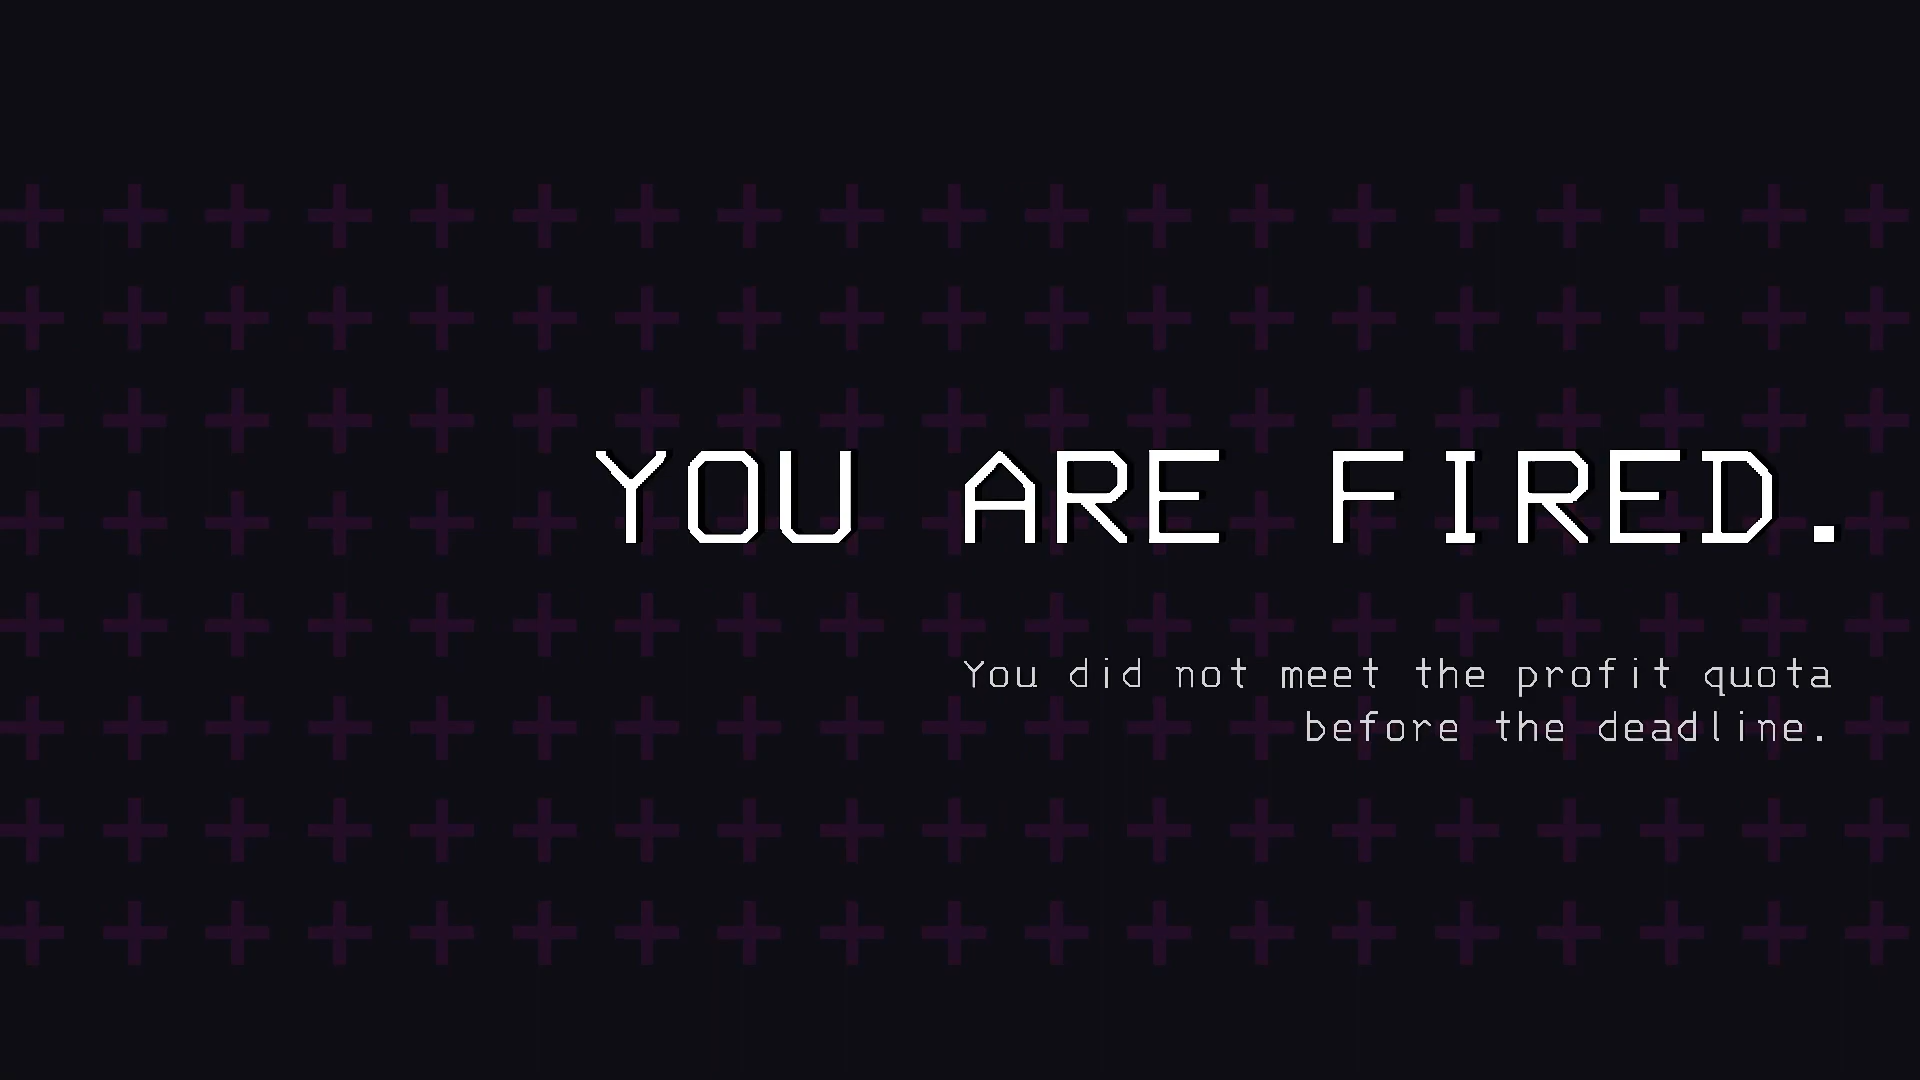 YOU ARE FIRED.
You did not meet the profit quota
before the deadline.